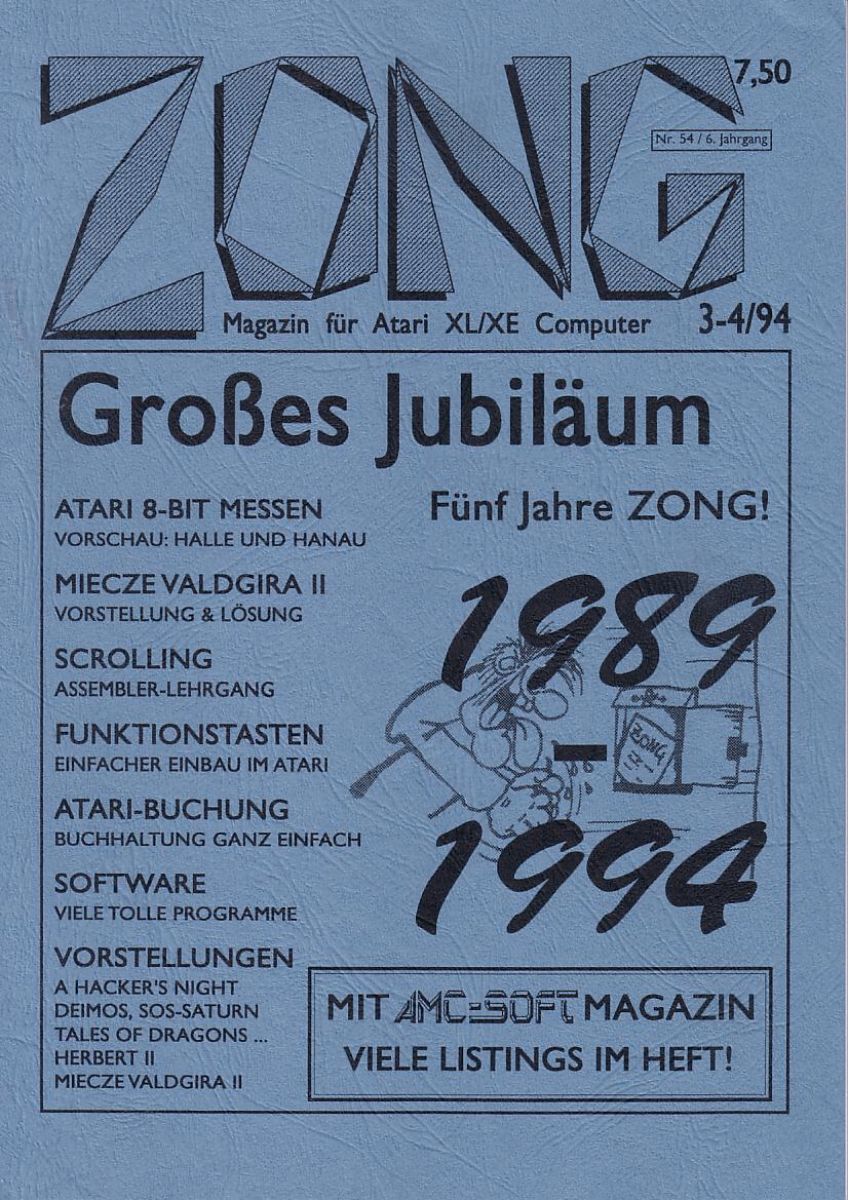 ZONG
7,50
Nr. 54 / 6. Jahrgang
Magazin für Atari XL/XE Computer
3-4/94
Großes Jubiläum
Fünf Jahre ZONG!
ATARI 8-BIT MESSEN
VORSCHAU: HALLE UND HANAU
MIECZE VALDGIRA II
VORSTELLUNG & LÖSUNG
SCROLLING
ASSEMBLER-LEHRGANG
FUNKTIONSTASTEN
EINFACHER EINBAU IM ATARI
ATARI-BUCHUNG
BUCHHALTUNG GANZ EINFACH
SOFTWARE
VIELE TOLLE PROGRAMME
VORSTELLUNGEN
A HACKER'S NIGHT
DEIMOS, SOS-SATURN
TALES OF DRAGONS ...
HERBERT II
MIECZE VALDGIRA II
1989
ZONG
–
1994
MIT AMC-SOFT MAGAZIN
VIELE LISTINGS IM HEFT!